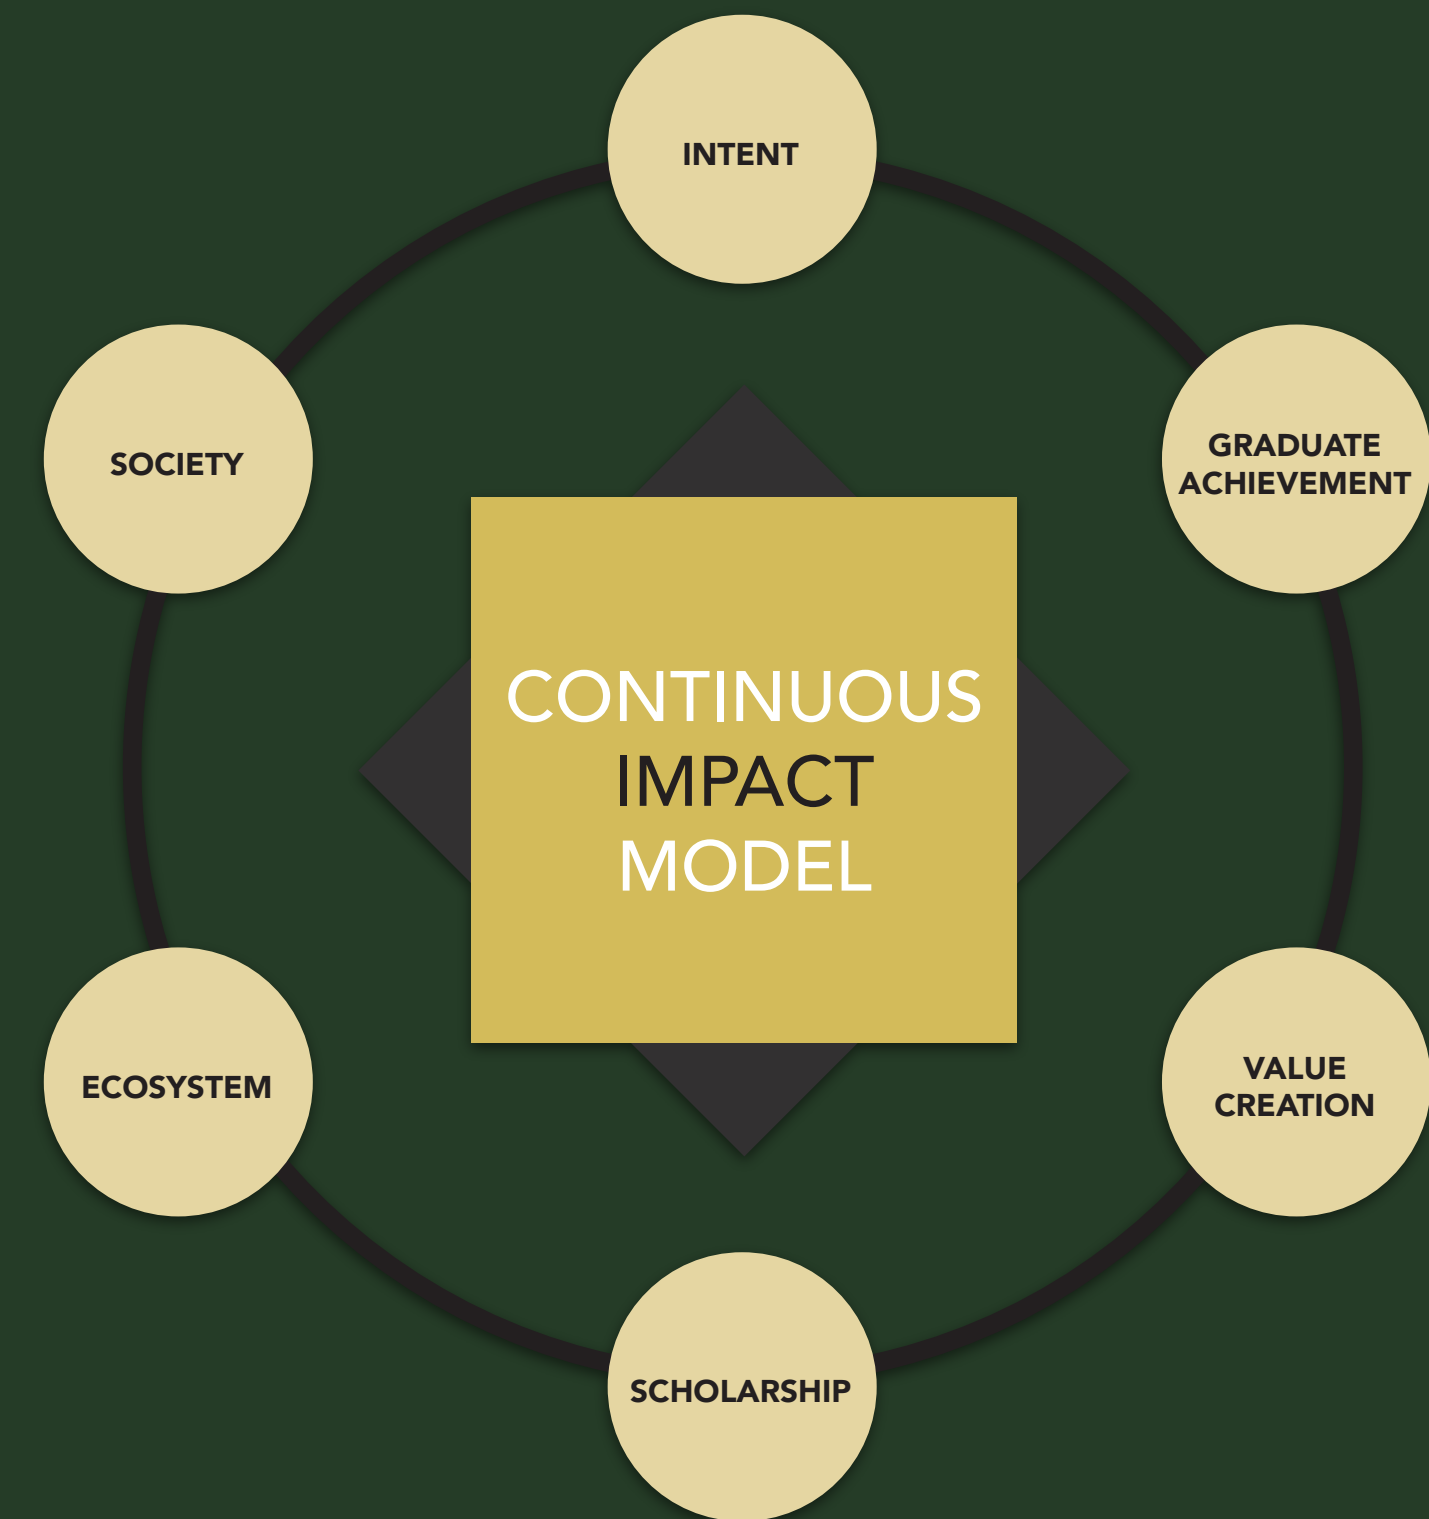 INTENT
GRADUATE
ACHIEVEMENT
VALUE
CREATION
SCHOLARSHIP
ECOSYSTEM
SOCIETY
CONTINUOUS
IMPACT
MODEL